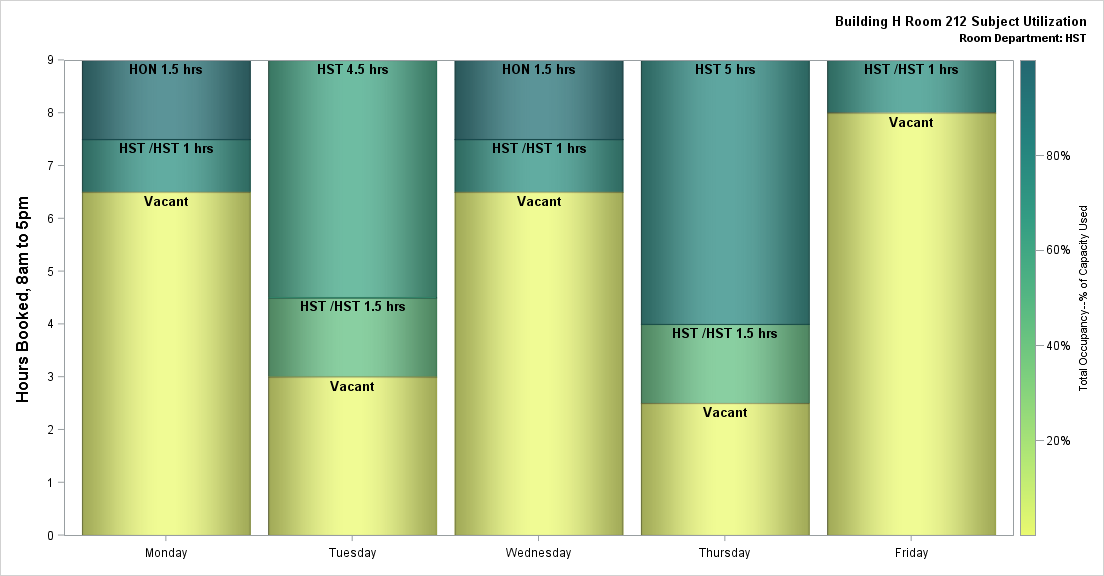 Building H Room 212 Subject Utilization
Room Department: HST
Hours Booked, 8am to 5pm
9
8
7
6
5
4
3
2
1
0
HON 1.5 hrs
HST /HST 1 hrs
Vacant
HST 4.5 hrs
HST /HST 1.5 hrs
Vacant
HON 1.5 hrs
HST /HST 1 hrs
Vacant
HST 5 hrs
HST /HST 1.5 hrs
Vacant
HST /HST 1 hrs
Vacant
Monday
Tuesday
Wednesday
Thursday
Friday
80%
60%
40%
20%
Total Occupancy--% of Capacity Used